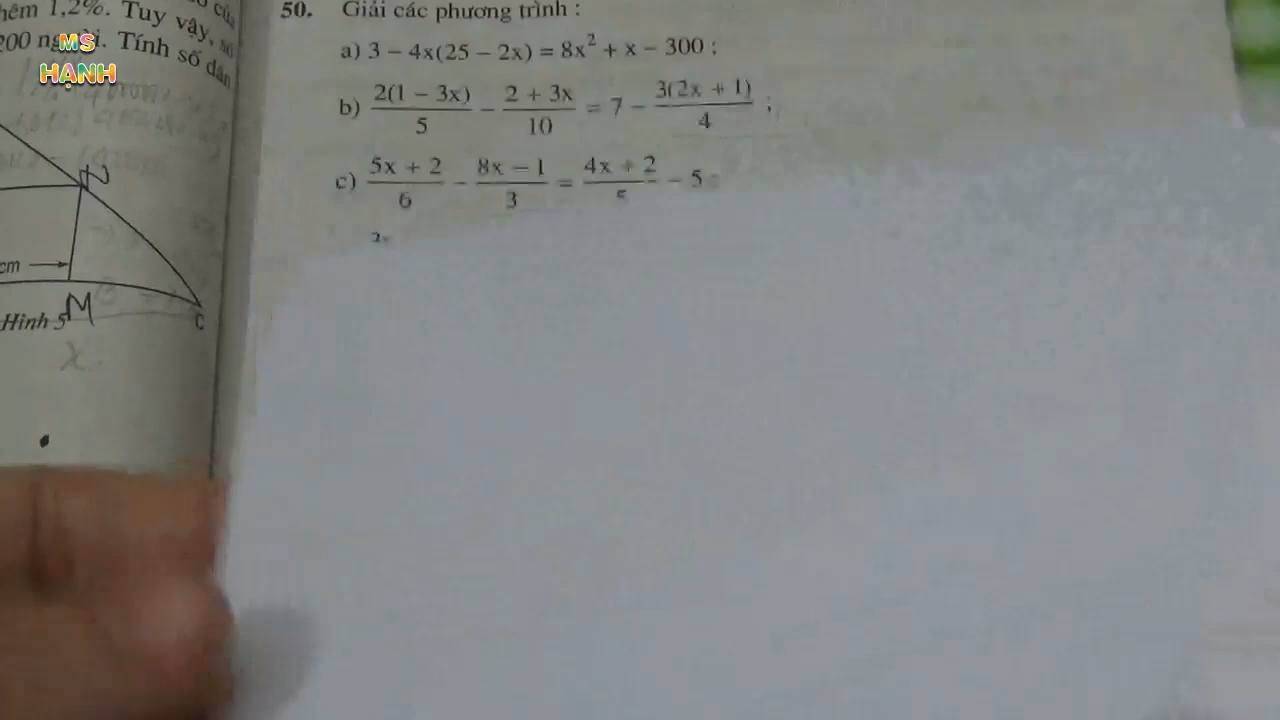 hêm 1,2%. Tuy vậy, số
200 người. Tính số dân
MS
HẠNH
N
cm
M
Hình 5
C
x
50. Giải các phương trình :
a) 3 – 4x(25 – 2x) = 8x² + x – 300 ;
b) 2(1 – 3x)/5 – (2 + 3x)/10 = 7 – 3(2x + 1)/4 ;
c) (5x + 2)/6 – (8x – 1)/3 = (4x + 2)/5 – 5